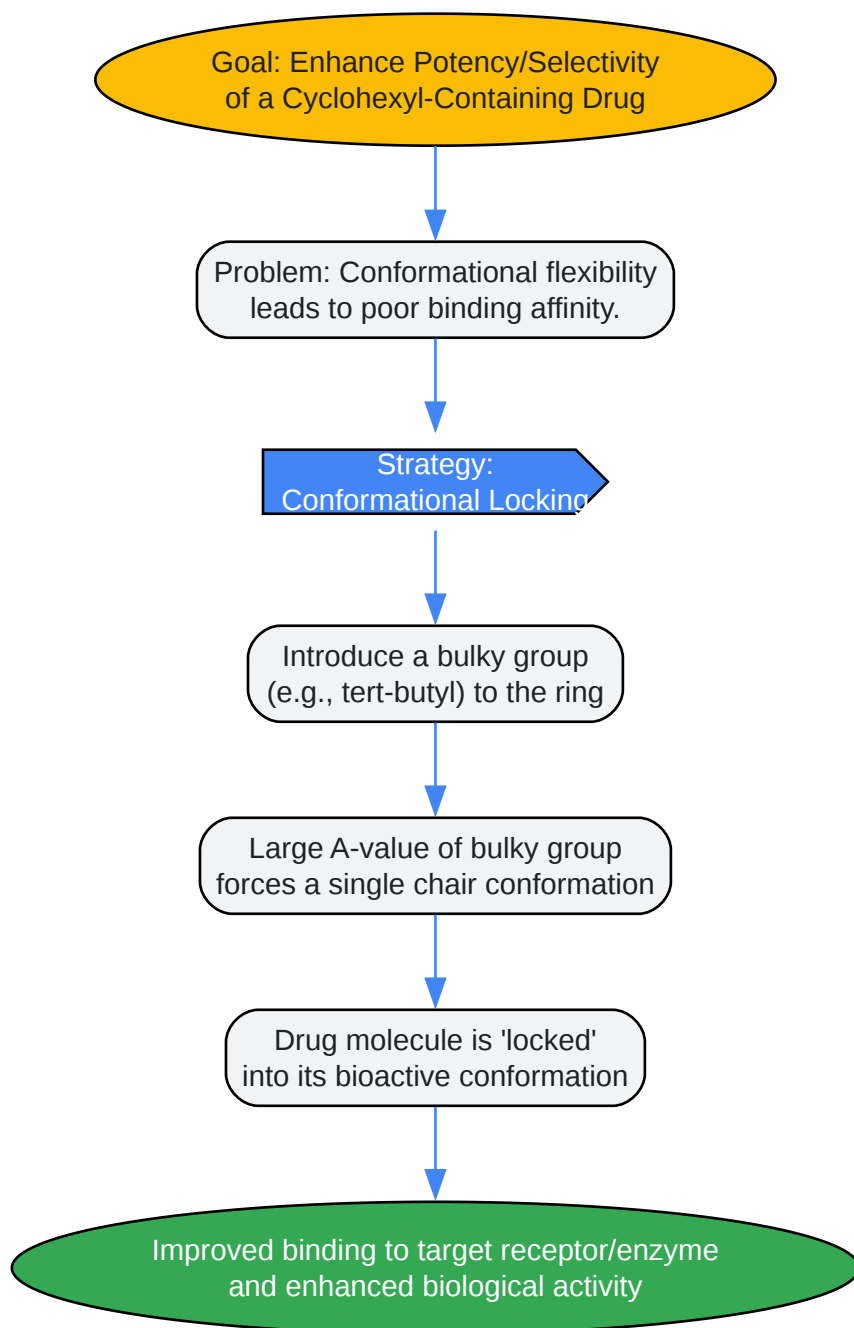 Goal: Enhance Potency/Selectivity
of a Cyclohexyl-Containing Drug
Problem: Conformational flexibility
leads to poor binding affinity.
Strategy:
Conformational Locking
Introduce a bulky group
(e.g., tert-butyl) to the ring
Large A-value of bulky group
forces a single chair conformation
Drug molecule is 'locked'
into its bioactive conformation
Improved binding to target receptor/enzyme
and enhanced biological activity